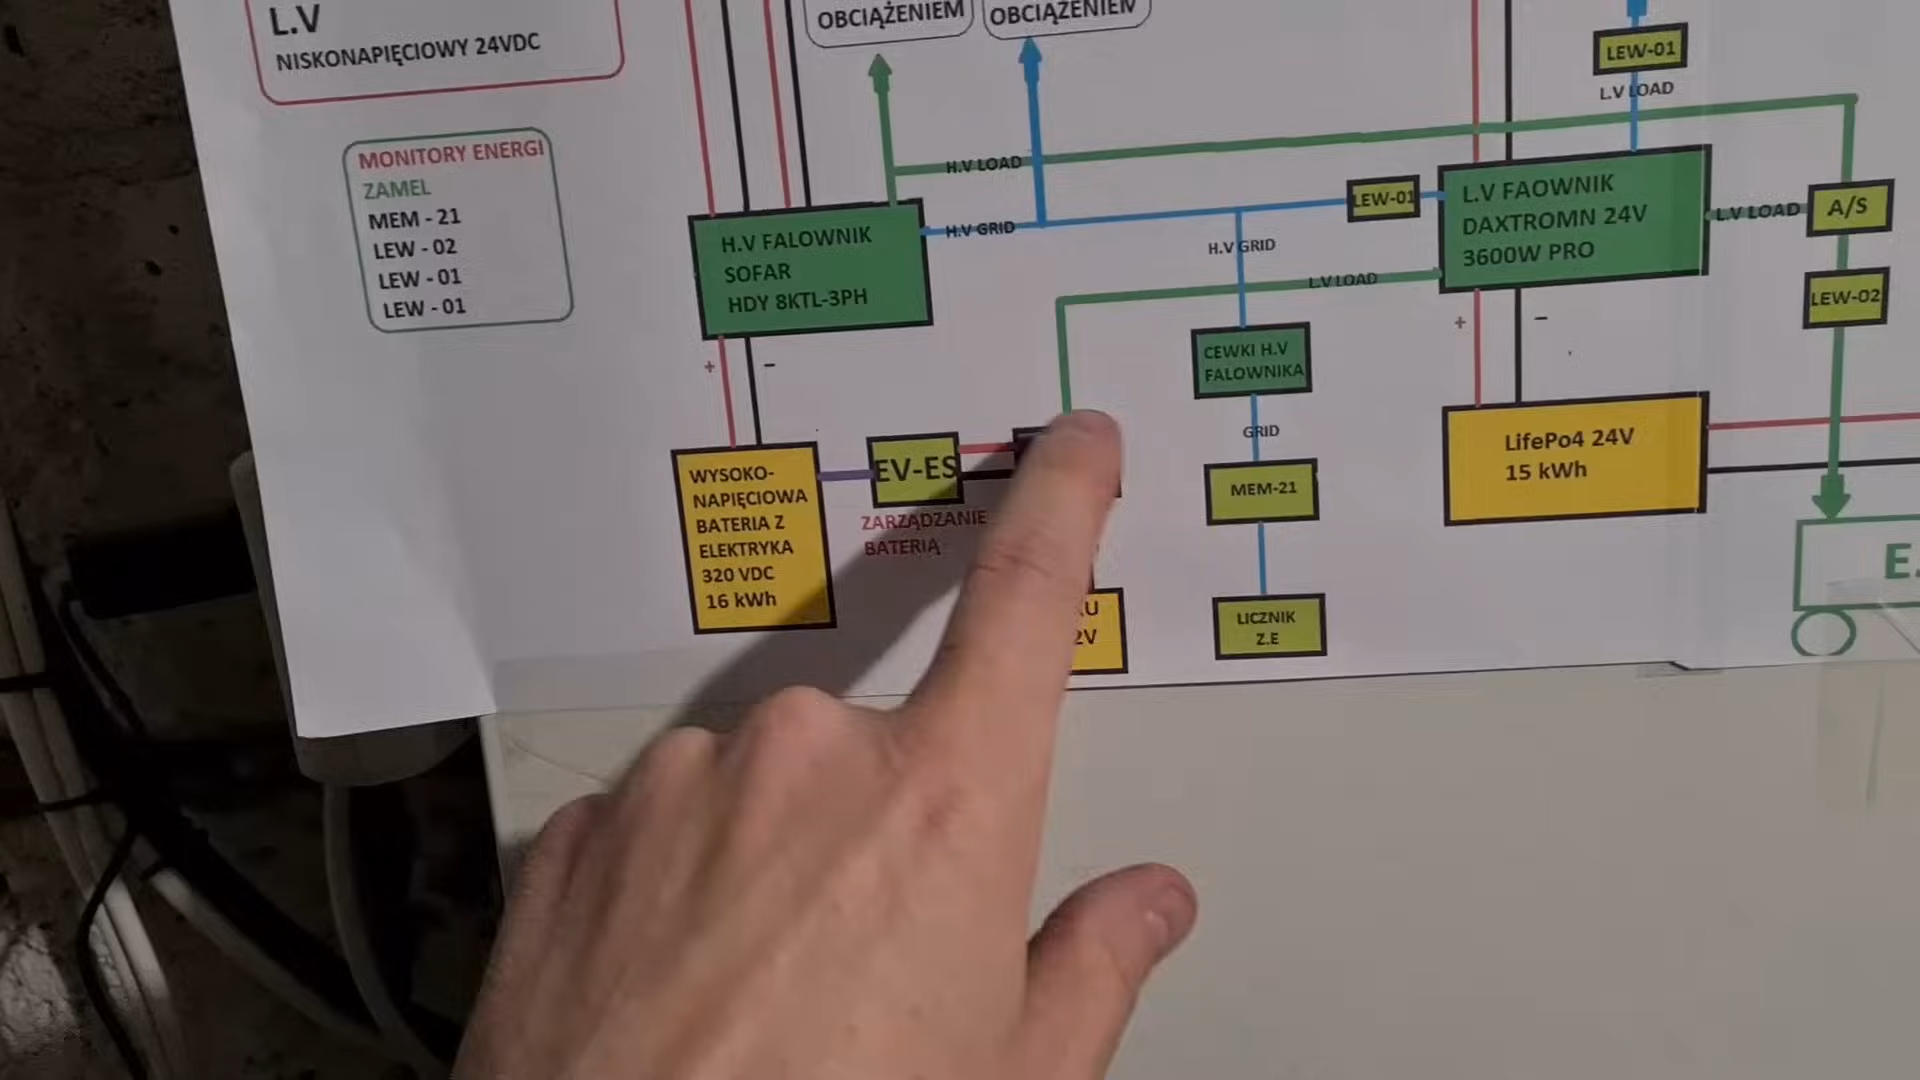 L.V
NISKONAPIĘCIOWY 24VDC
OBCIĄŻENIEM
OBCIĄŻENIEM
LEW-01
L.V LOAD
MONITORY ENERGI
ZAMEL
MEM - 21
LEW - 02
LEW - 01
LEW - 01
H.V LOAD
H.V GRID
H.V FALOWNIK
SOFAR
HDY 8KTL-3PH
LEW-01
H.V GRID
L.V LOAD
L.V FAOWNIK
DAXTROMN 24V
3600W PRO
L.V LOAD
A/S
LEW-02
+
-
+
-
CEWKI H.V
FALOWNIKA
GRID
MEM-21
LICZNIK
Z.E
LifePo4 24V
15 kWh
WYSOKO-
NAPIĘCIOWA
BATERIA Z
ELEKTRYKA
320 VDC
16 kWh
EV-ES
ZARZĄDZANIE
BATERIĄ
KU
2V
E.